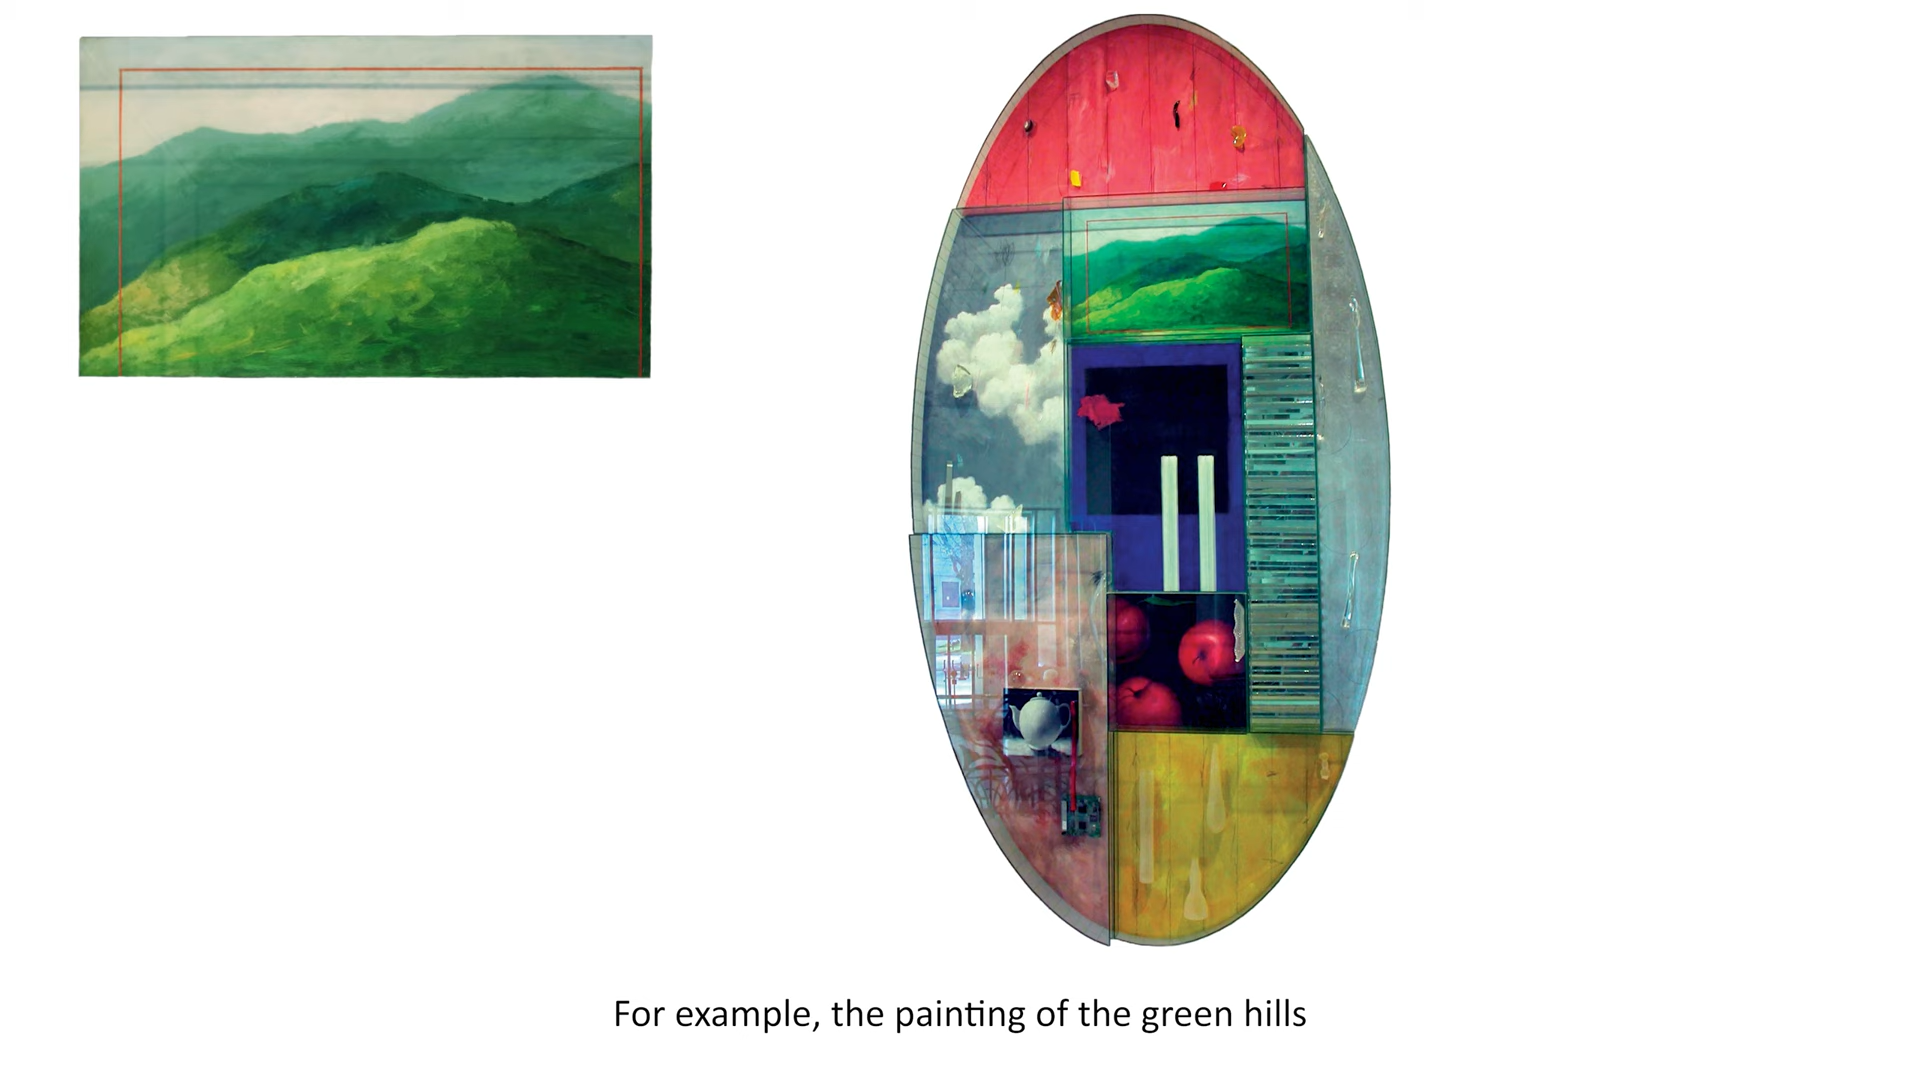 For example, the painting of the green hills